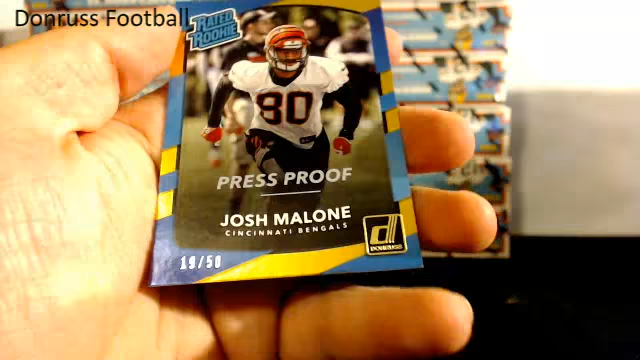 Donruss Football
RATED
ROOKIE
80
PRESS PROOF
JOSH MALONE
CINCINNATI BENGALS
DONRUSS
19/50